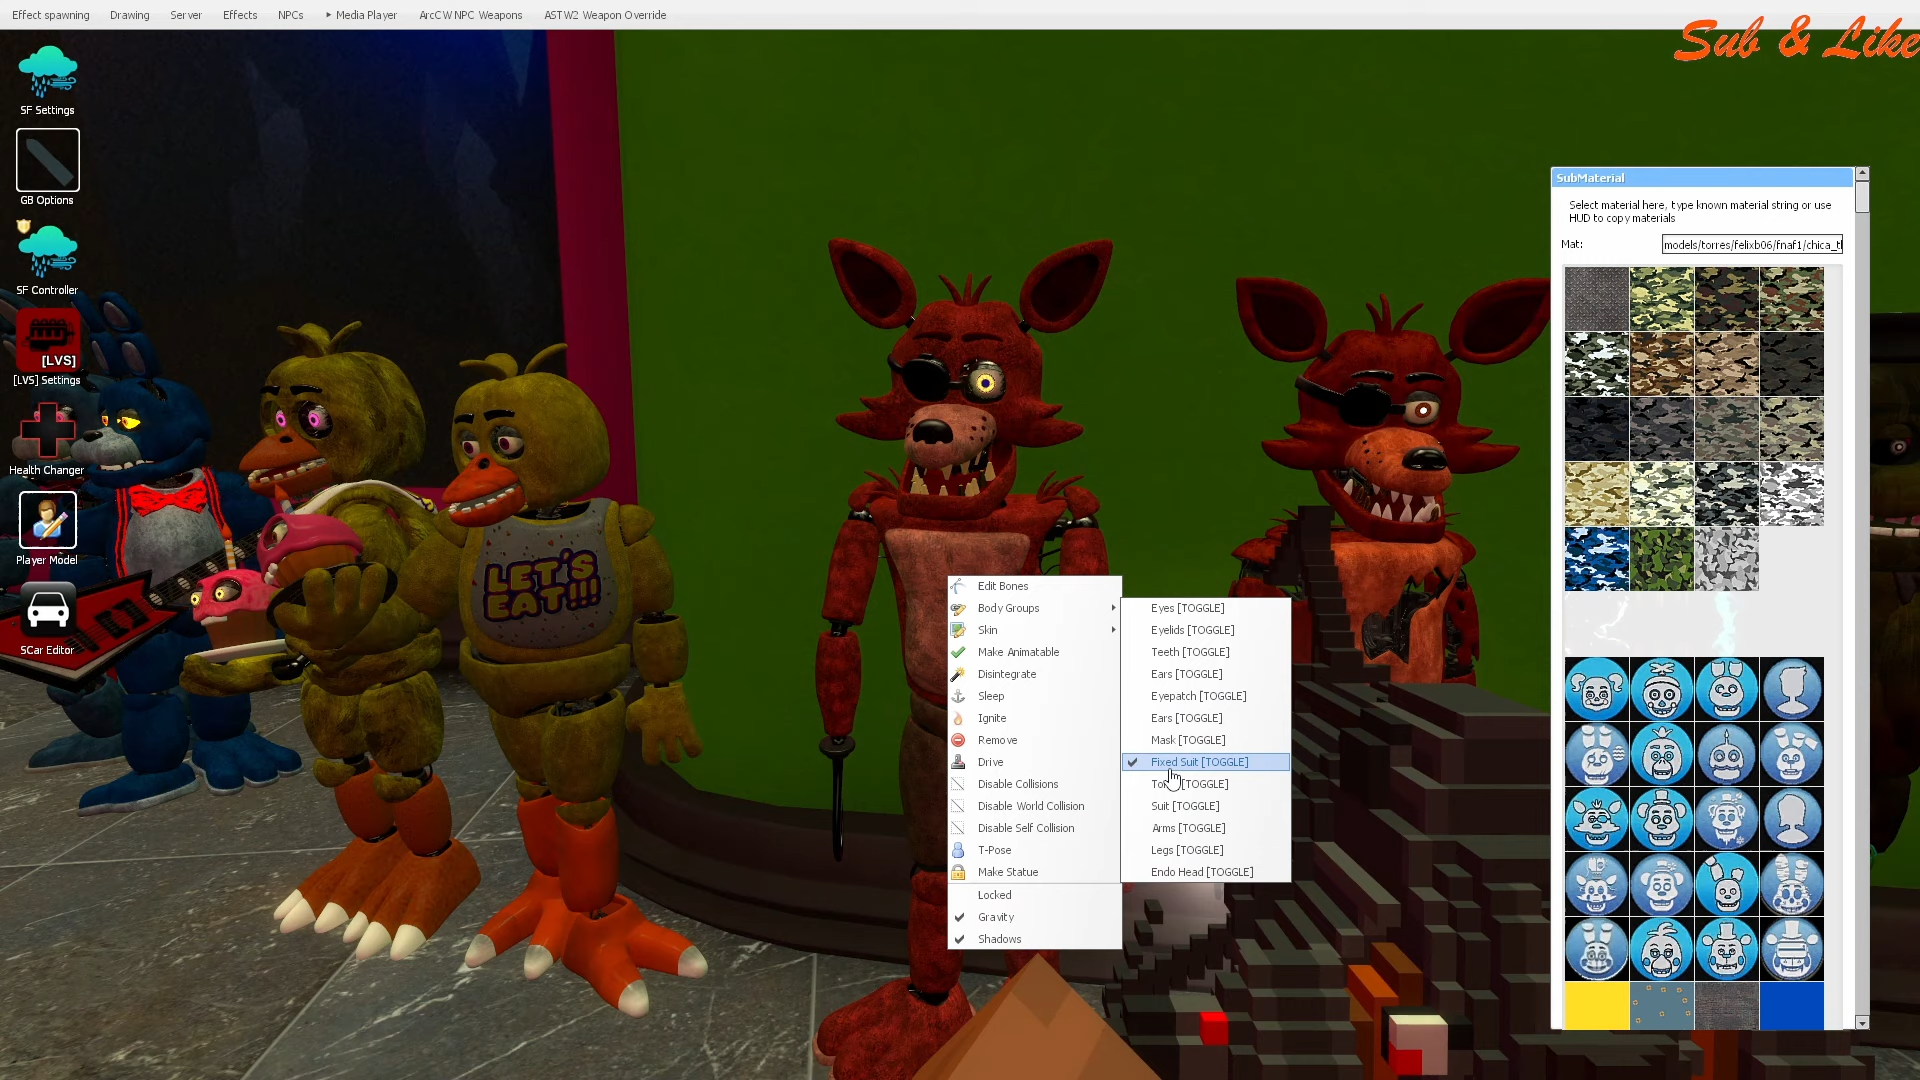 Effect spawning
Drawing
Server
Effects
NPCs
Media Player
ArcCW NPC Weapons
ASTW2 Weapon Override
Sub & Like
SF Settings
GB Options
SF Controller
[LVS]
[LVS] Settings
Health Changer
Player Model
SCar Editor
LET'S
EAT!!!
Edit Bones
Body Groups
Skin
Make Animatable
Disintegrate
Sleep
Ignite
Remove
Drive
Disable Collisions
Disable World Collision
Disable Self Collision
T-Pose
Make Statue
Locked
Gravity
Shadows
Eyes [TOGGLE]
Eyelids [TOGGLE]
Teeth [TOGGLE]
Ears [TOGGLE]
Eyepatch [TOGGLE]
Ears [TOGGLE]
Mask [TOGGLE]
Fixed Suit [TOGGLE]
[TOGGLE]
Suit [TOGGLE]
Arms [TOGGLE]
Legs [TOGGLE]
Endo Head [TOGGLE]
SubMaterial
Select material here, type known material string or use
HUD to copy materials
Mat:
models/torres/felixb06/fnaf1/chica_tl